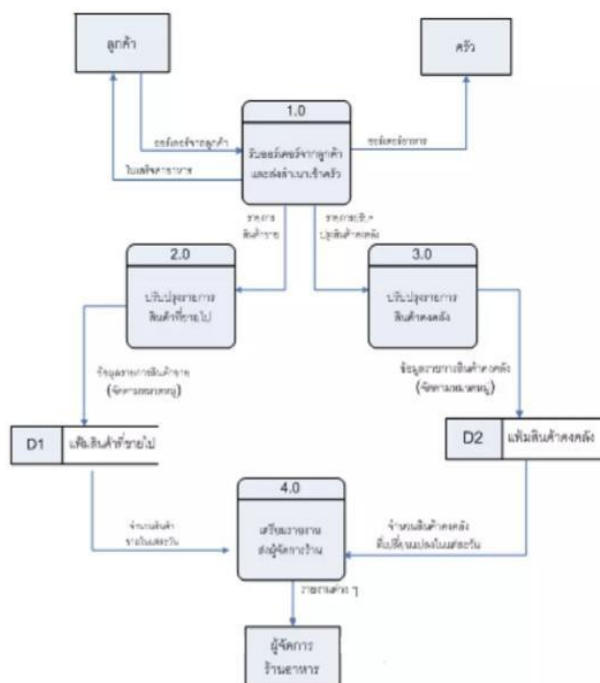 ลูกค้า
ครัว
1.0
ออร์เดอร์จากลูกค้า
ใบเสร็จค่าอาหาร
รับออร์เดอร์จากลูกค้า
และส่งสำเนาเข้าครัว
ออร์เดอร์อาหาร
รายการ
สินค้าขาย
รายการปรับ
ปรุงสินค้าคงคลัง
2.0
ปรับปรุงรายการ
สินค้าที่ขายไป
3.0
ปรับปรุงรายการ
สินค้าคงคลัง
ข้อมูลรายการสินค้าขาย
(จัดตามหมวดหมู่)
ข้อมูลรายการสินค้าคงคลัง
(จัดตามหมวดหมู่)
D1 แฟ้มสินค้าที่ขายไป
D2 แฟ้มสินค้าคงคลัง
4.0
เตรียมรายงาน
ส่งผู้จัดการร้าน
จำนวนสินค้า
ขายในแต่ละวัน
จำนวนสินค้าคงคลัง
ที่เปลี่ยนแปลงในแต่ละวัน
รายงานต่าง ๆ
ผู้จัดการ
ร้านอาหาร